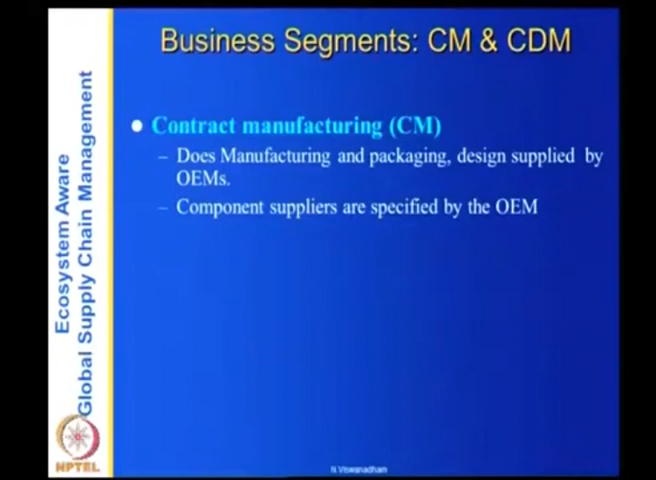 Business Segments: CM & CDM
Contract manufacturing (CM)
– Does Manufacturing and packaging, design supplied by
OEMs.
– Component suppliers are specified by the OEM
Ecosystem Aware
Global Supply Chain Management
NPTEL
N.Viswanadham